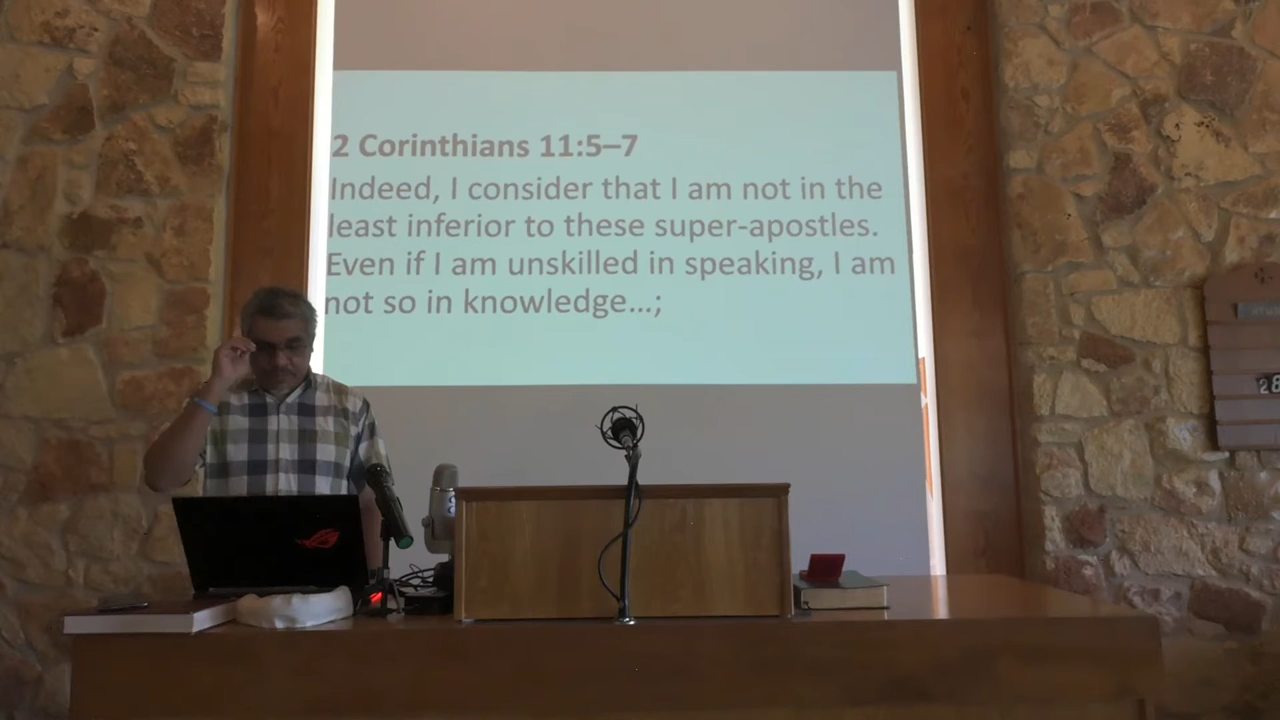 2 Corinthians 11:5–7
Indeed, I consider that I am not in the
least inferior to these super-apostles.
Even if I am unskilled in speaking, I am
not so in knowledge...;
28